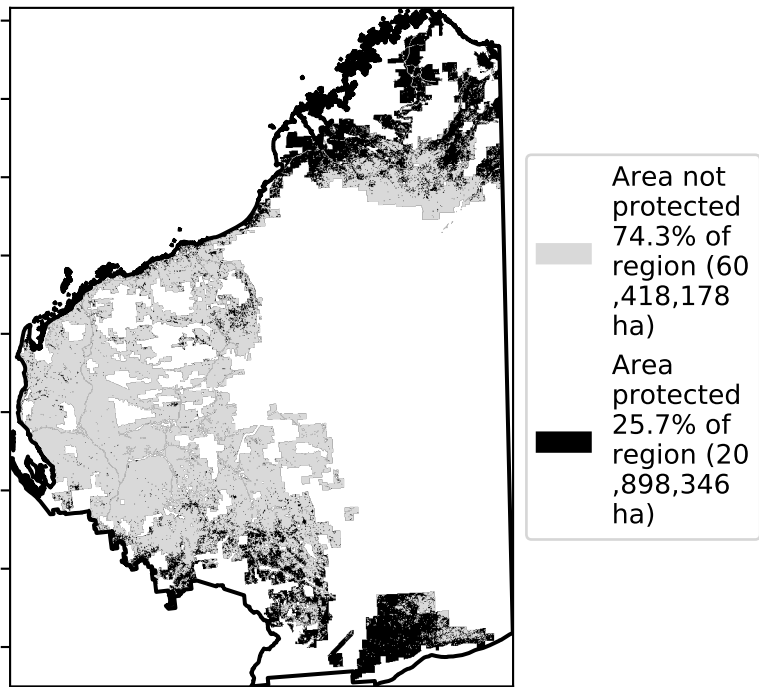 Area not
protected
74.3% of
region (60
,418,178
ha)
Area
protected
25.7% of
region (20
,898,346
ha)